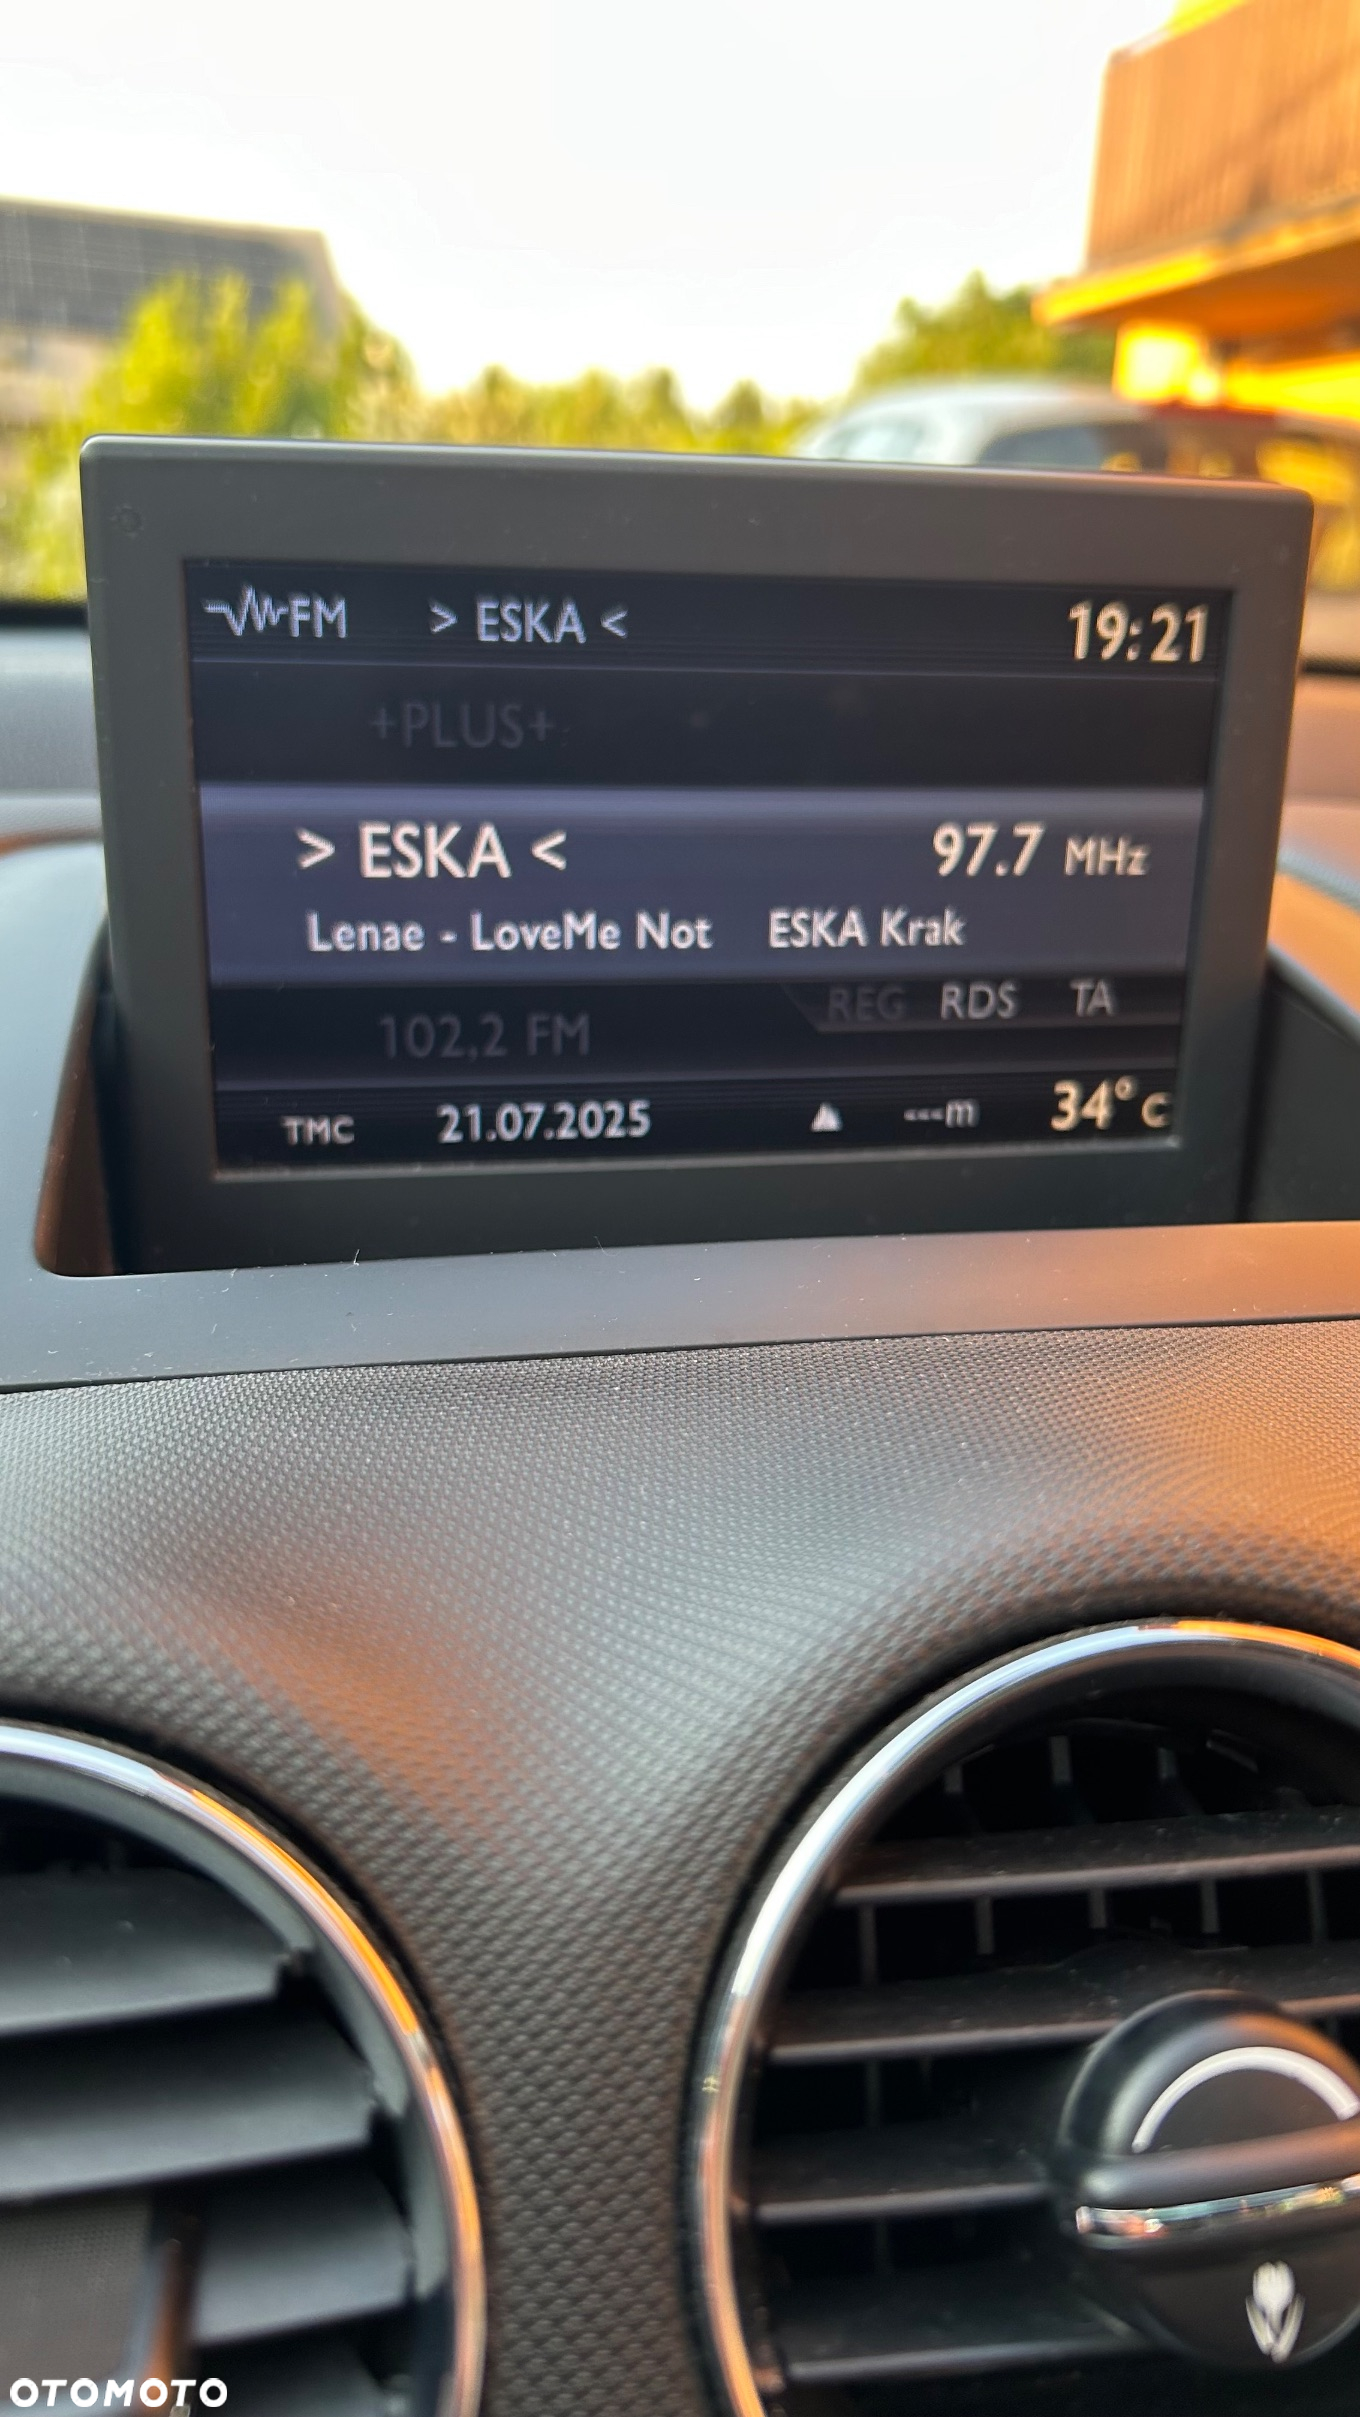 FM > ESKA < 19:21
+PLUS+
> ESKA < 97.7 MHz
Lenae - LoveMe Not ESKA Krak
REG RDS TA
102,2 FM
TMC 21.07.2025 ---m 34° C
OTOMOTO